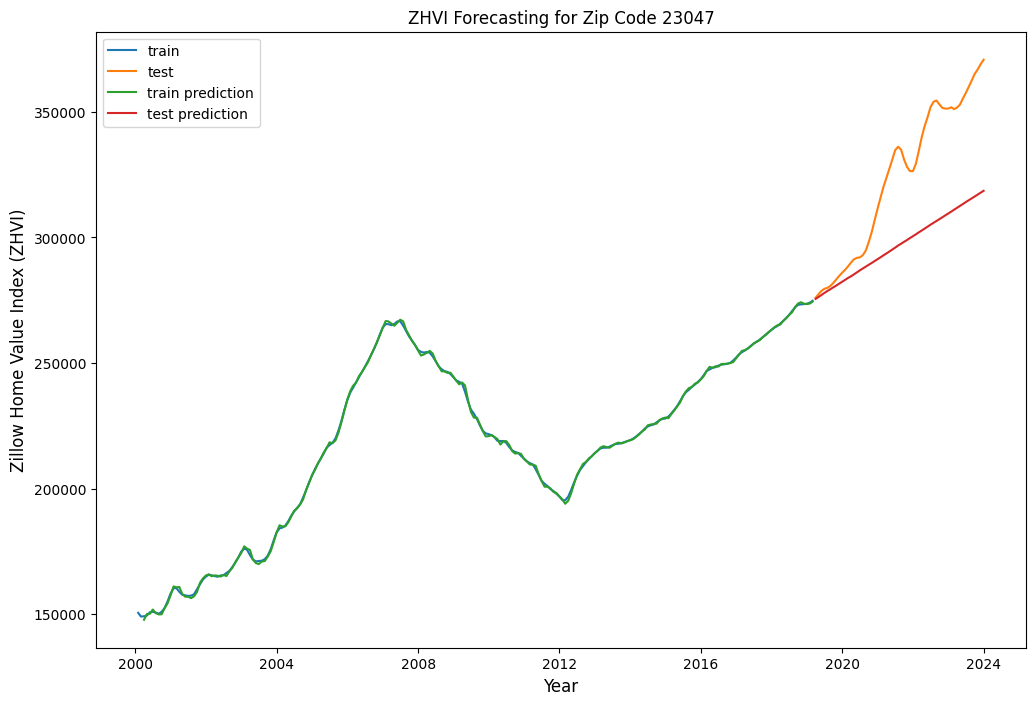 ZHVI Forecasting for Zip Code 23047
train
test
train prediction
test prediction
350000
300000
250000
200000
150000
Zillow Home Value Index (ZHVI)
2000 2004 2008 2012 2016 2020 2024
Year